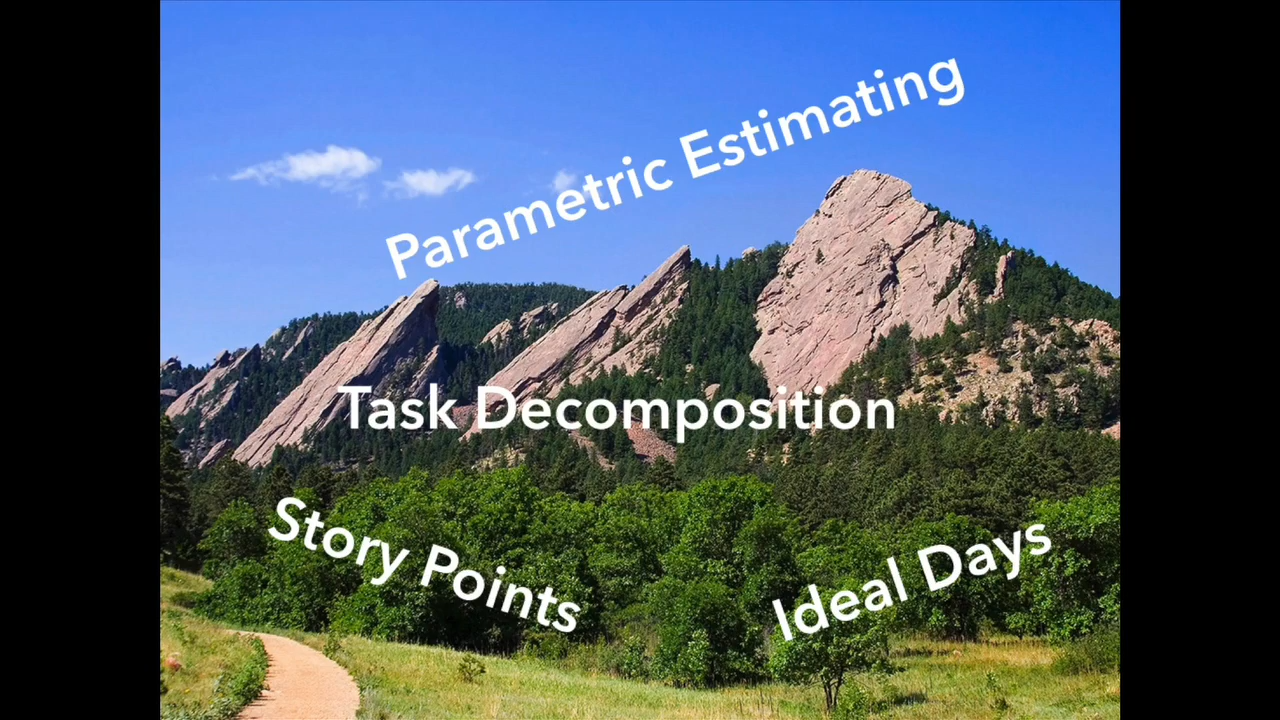 Parametric Estimating
Task Decomposition
Story Points
Ideal Days